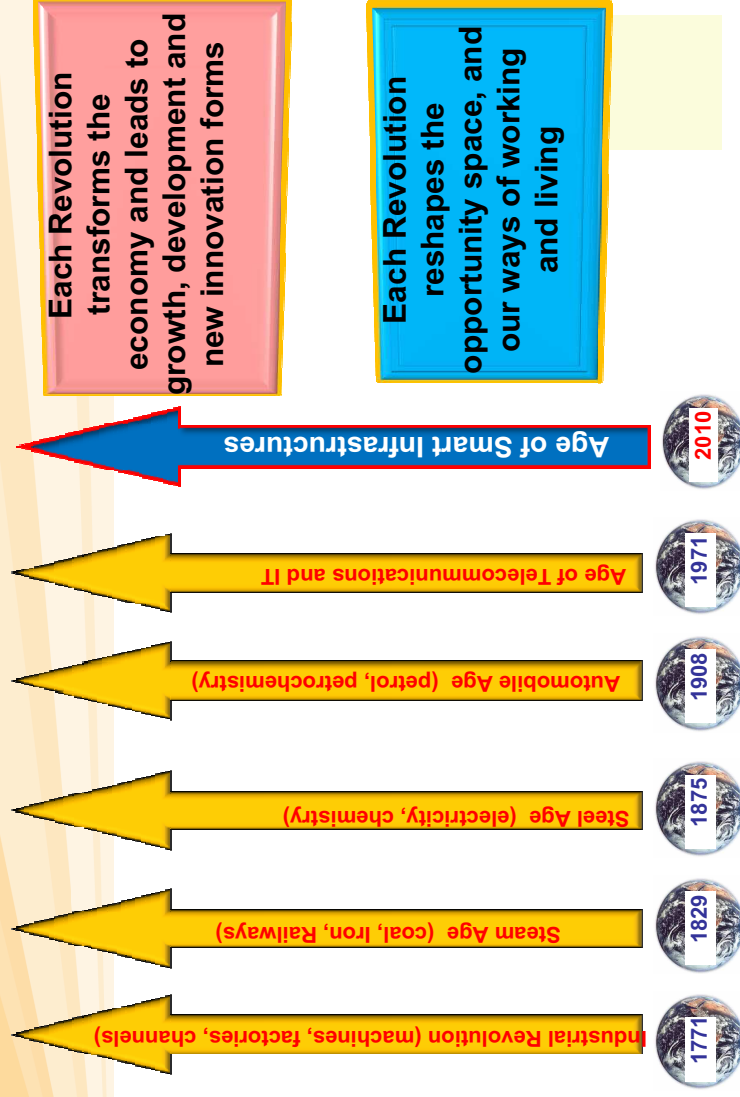 1771
Industrial Revolution (machines, factories, channels)
1829
Steam Age (coal, Iron, Railways)
1875
Steel Age (electricity, chemistry)
1908
Automobile Age (petrol, petrochemistry)
1971
Age of Telecommunications and IT
2010
Age of Smart Infrastructures
Each Revolution
transforms the
economy and leads to
growth, development and
new innovation forms
Each Revolution
reshapes the
opportunity space, and
our ways of working
and living